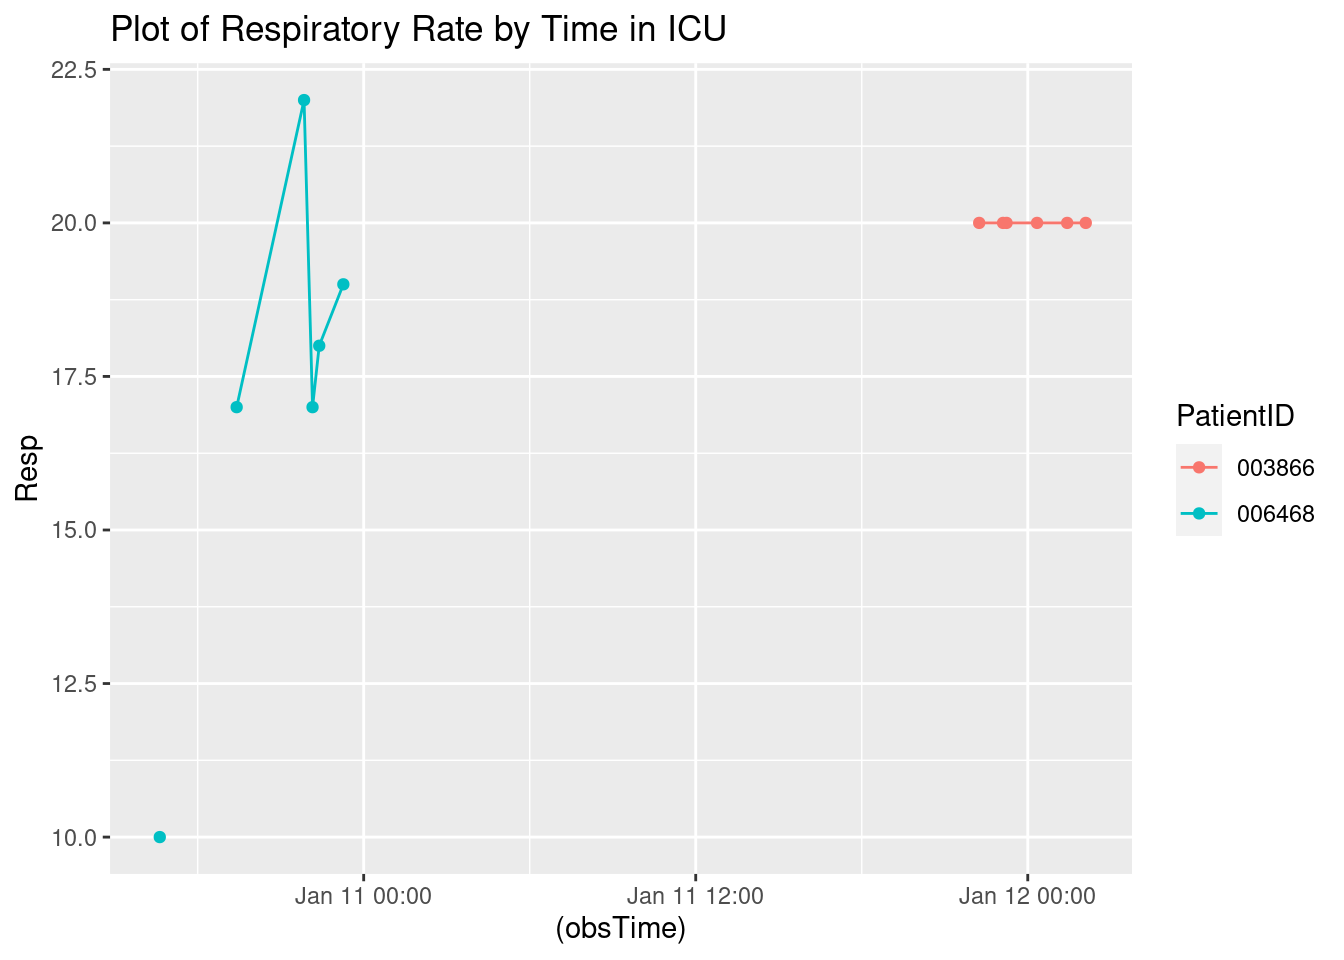 Plot of Respiratory Rate by Time in ICU
22.5
20.0
17.5
15.0
12.5
10.0
Resp
Jan 11 00:00
Jan 11 12:00
Jan 12 00:00
(obsTime)
PatientID
003866
006468